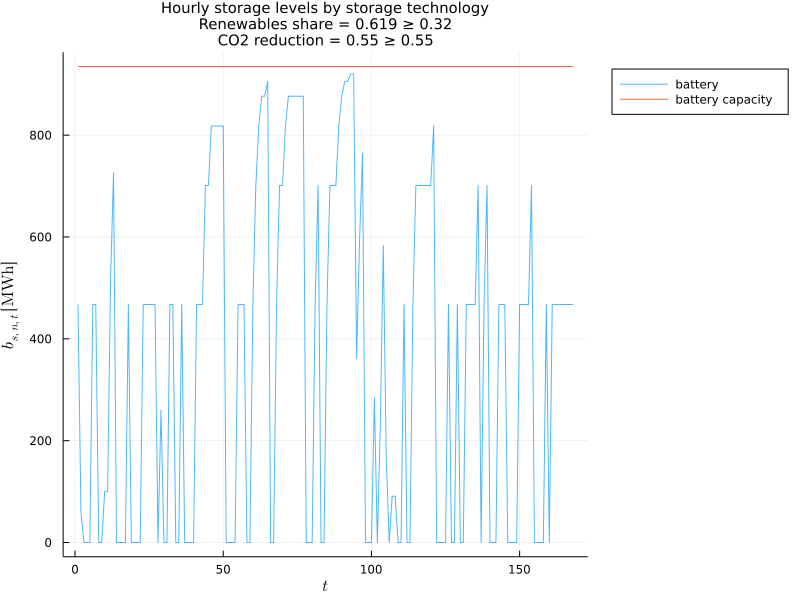 Hourly storage levels by storage technology
Renewables share = 0.619 ≥ 0.32
CO2 reduction = 0.55 ≥ 0.55
battery
battery capacity
b_{s, n, t} [MWh]
800
600
400
200
0
0 50 100 150
t